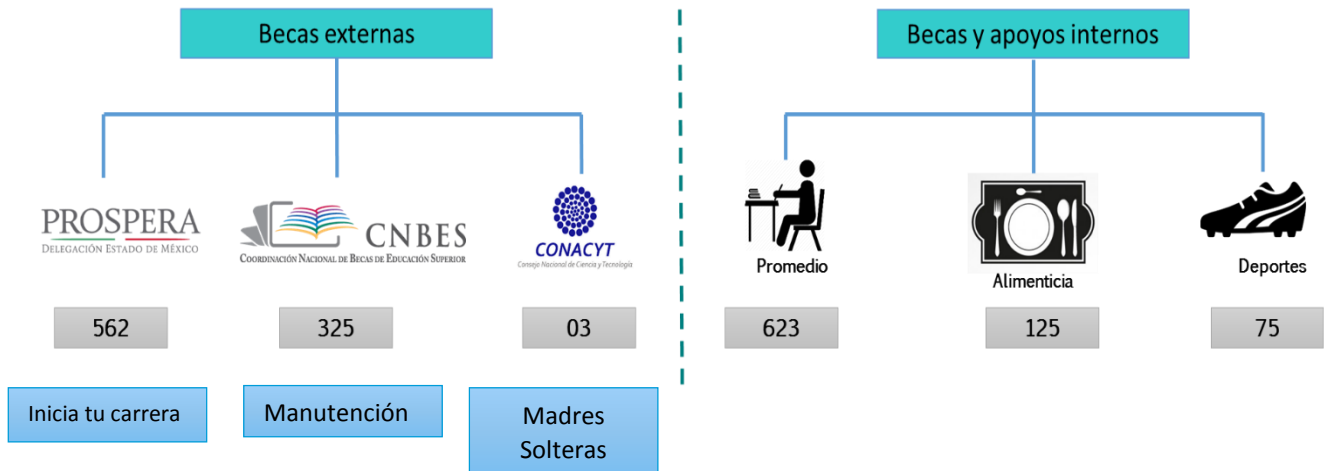 Becas externas
Becas y apoyos internos
PROSPERA
DELEGACIÓN ESTADO DE MÉXICO
CNBES
COORDINACIÓN NACIONAL DE BECAS DE EDUCACIÓN SUPERIOR
CONACYT
Consejo Nacional de Ciencia y Tecnología
Promedio
Alimenticia
Deportes
562
325
03
623
125
75
Inicia tu carrera
Manutención
Madres
Solteras